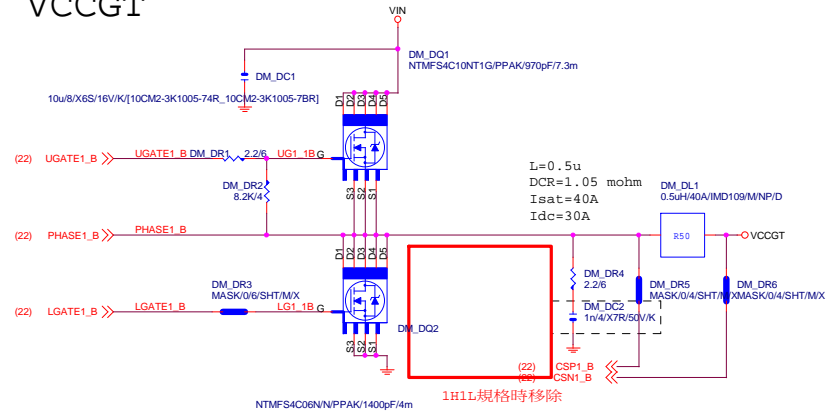 VCCGT
VIN
DM_DQ1
NTMFS4C10NT1G/PPAK/970pF/7.3m
DM_DC1
10u/8/X6S/16V/K/[10CM2-3K1005-74R_10CM2-3K1005-7BR]
D1 D2 D3 D4 D5
(22) UGATE1_B UGATE1_B DM_DR1 2.2/6 UG1_1B G
S3 S2 S1
DM_DR2
8.2K/4
L=0.5u
DCR=1.05 mohm
Isat=40A
Idc=30A
DM_DL1
0.5uH/40A/IMD109/M/NP/D
(22) PHASE1_B PHASE1_B
R50
VCCGT
D1 D2 D3 D4 D5
DM_DR3
MASK/0/6/SHT/M/X
DM_DR4
2.2/6
DM_DR5
MASK/0/4/SHT/M/X
DM_DR6
MASK/0/4/SHT/M/X
(22) LGATE1_B LGATE1_B LG1_1B G
DM_DC2
1n/4/X7R/50V/K
DM_DQ2
S3 S2 S1
(22) CSP1_B
(22) CSN1_B
1H1L規格時移除
NTMFS4C06N/N/PPAK/1400pF/4m